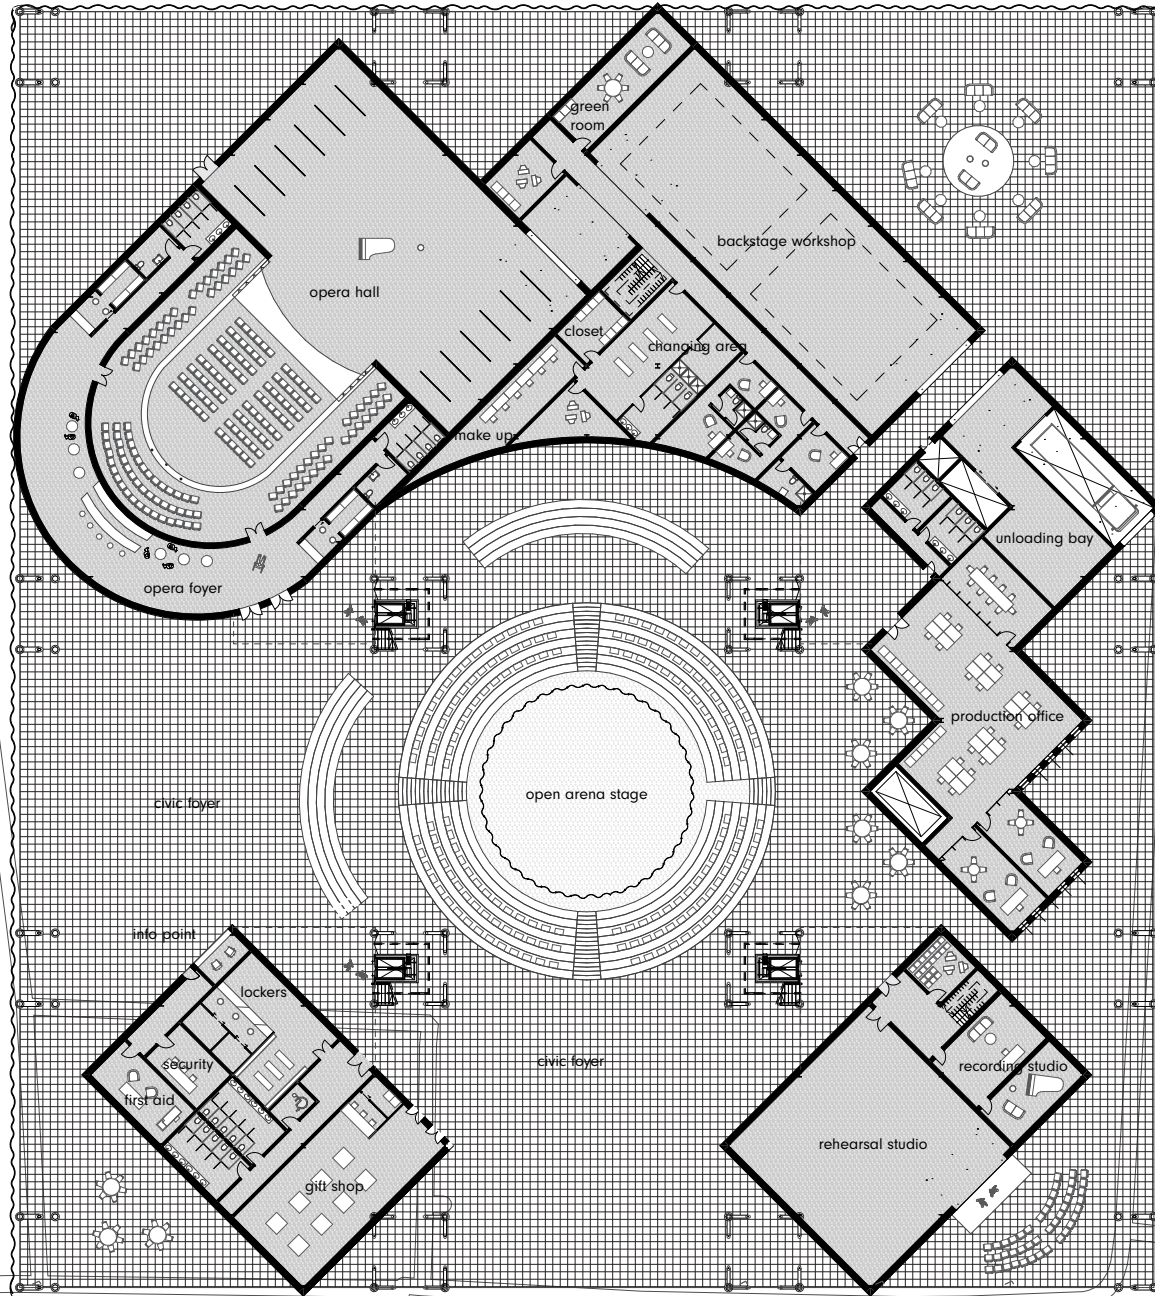 green
room
backstage workshop
opera hall
closet
changing area
make up
unloading bay
opera foyer
production office
open arena stage
civic foyer
info point
lockers
security
first aid
civic foyer
recording studio
rehearsal studio
gift shop